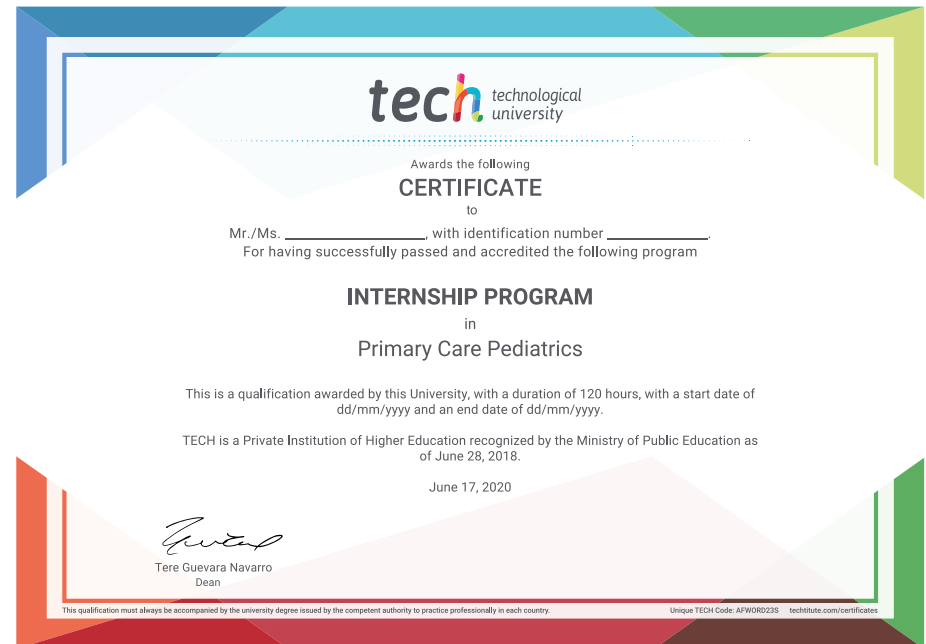 tech technological
university
Awards the following
CERTIFICATE
to
Mr./Ms. ____________________, with identification number ______________.
For having successfully passed and accredited the following program
INTERNSHIP PROGRAM
in
Primary Care Pediatrics
This is a qualification awarded by this University, with a duration of 120 hours, with a start date of
dd/mm/yyyy and an end date of dd/mm/yyyy.
TECH is a Private Institution of Higher Education recognized by the Ministry of Public Education as
of June 28, 2018.
June 17, 2020
Tere Guevara Navarro
Dean
This qualification must always be accompanied by the university degree issued by the competent authority to practice professionally in each country.
Unique TECH Code: AFWORD23S techtitute.com/certificates